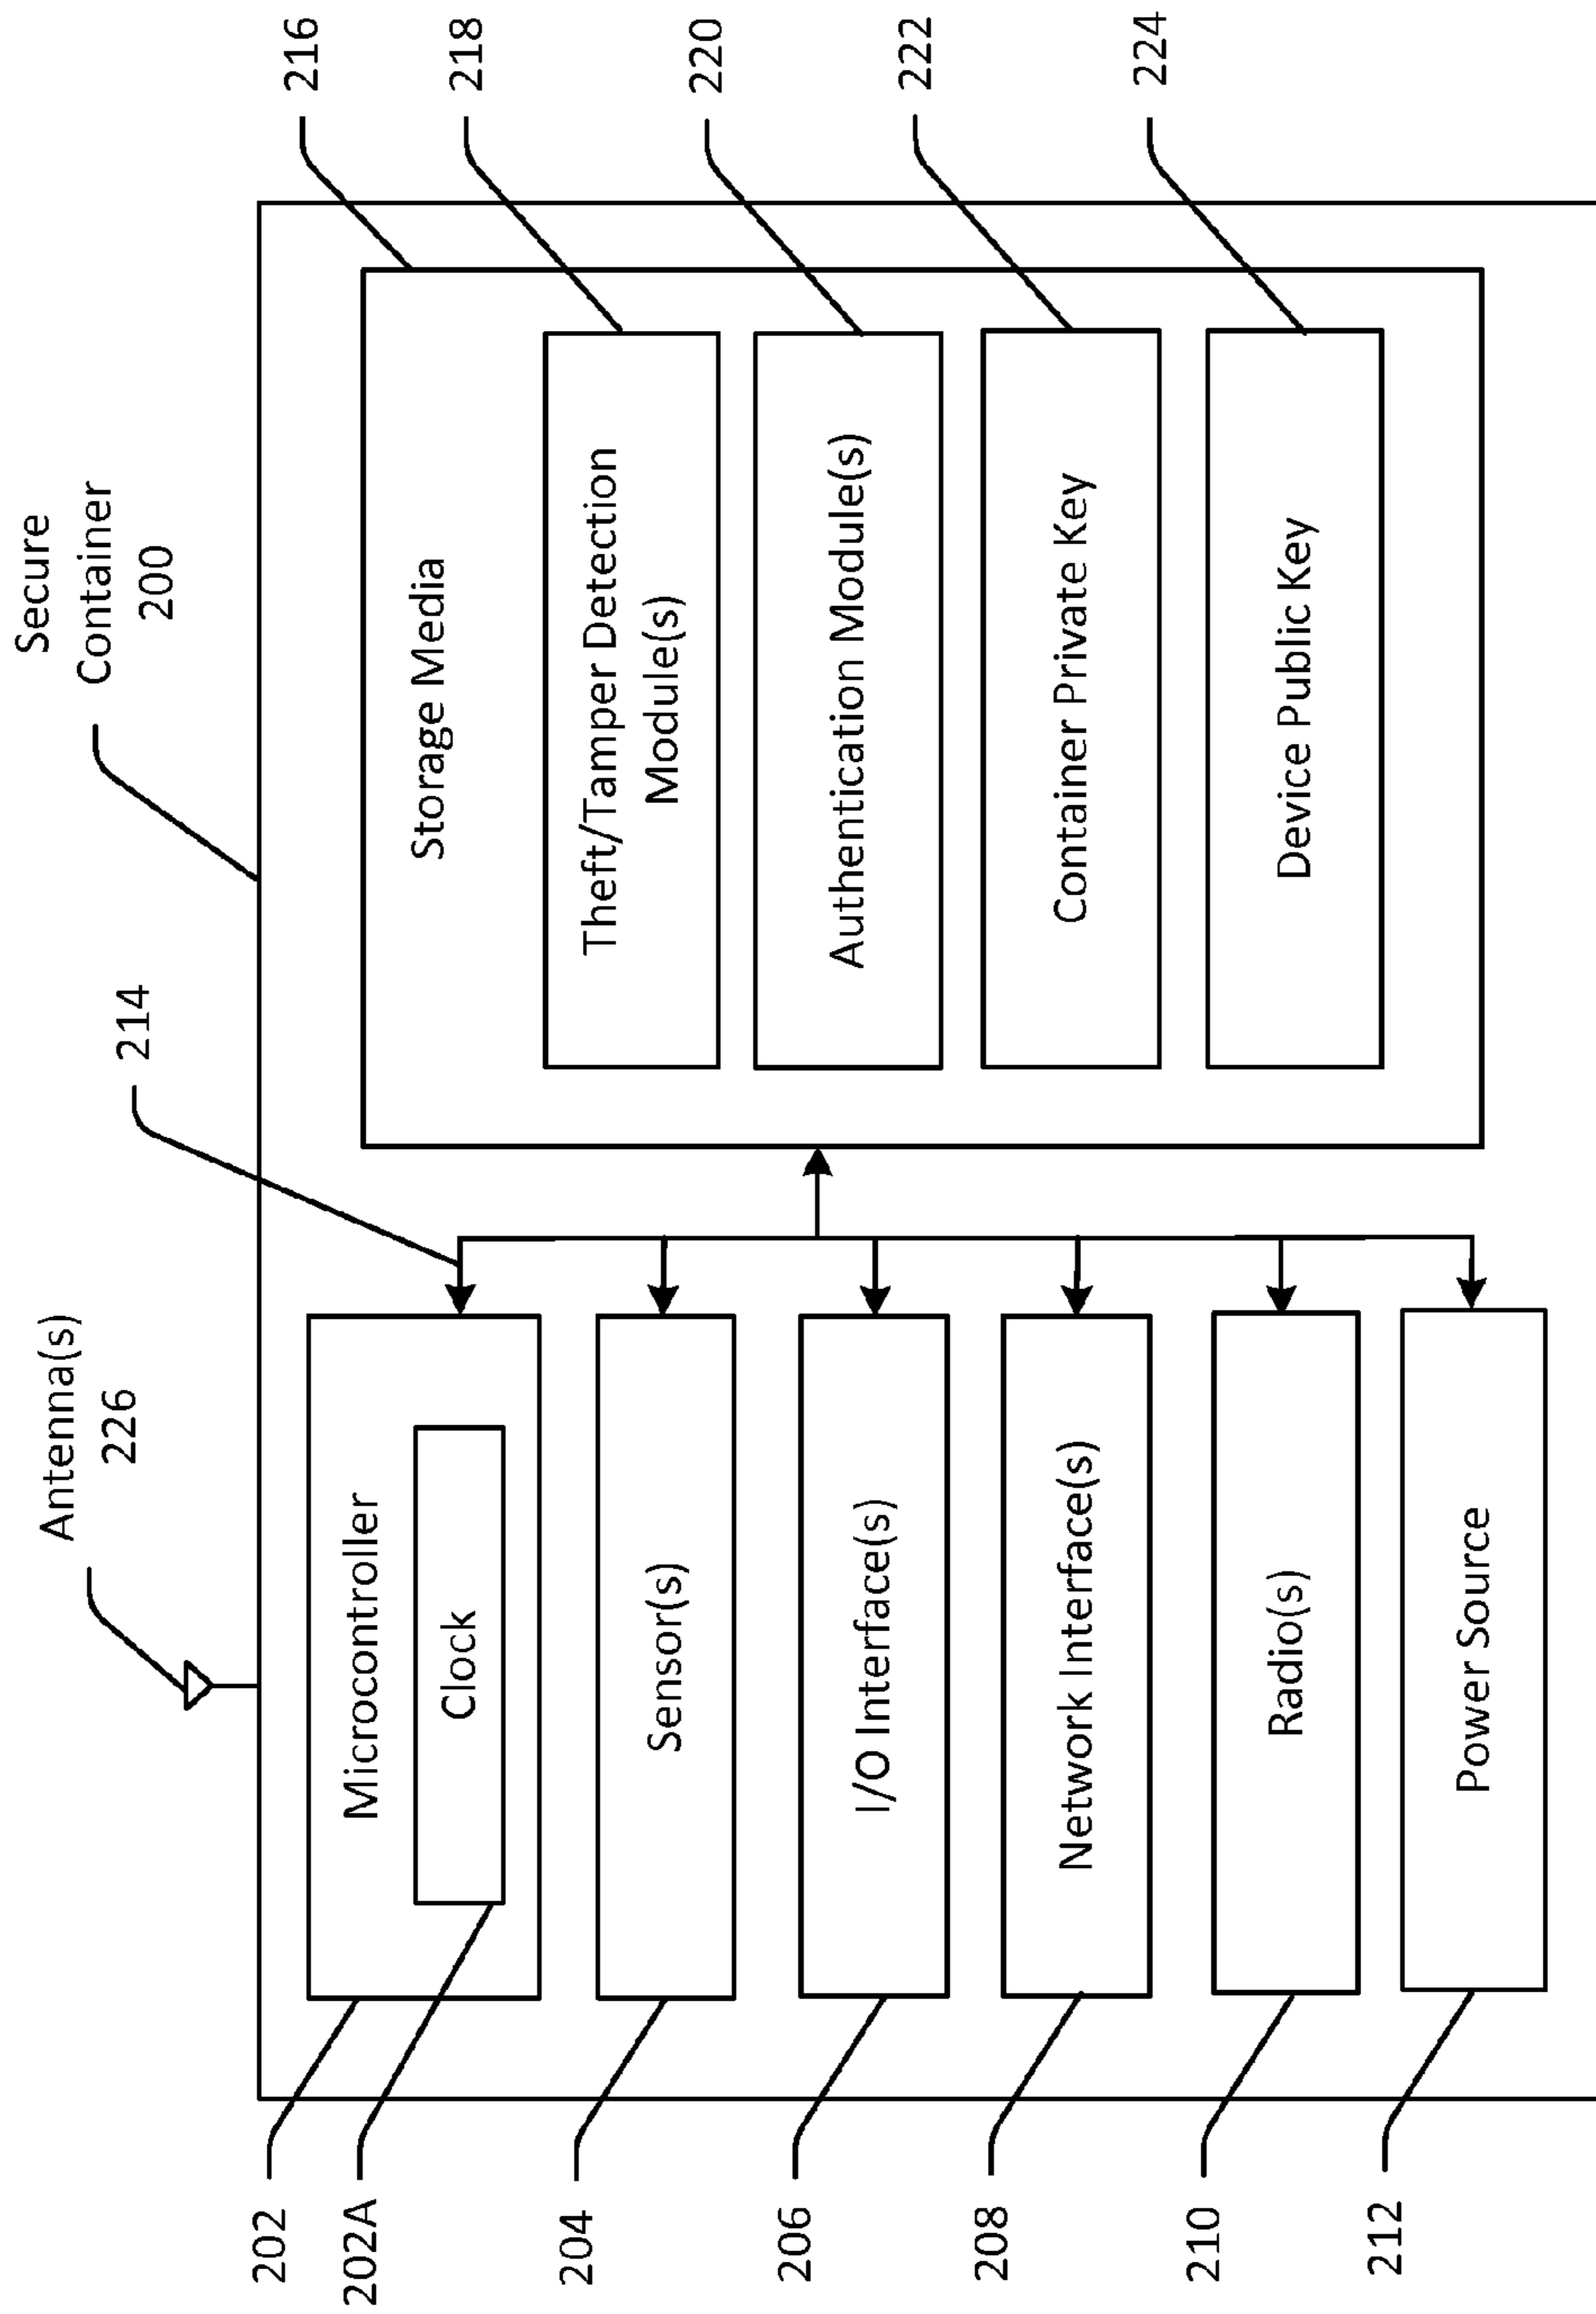 Antenna(s)
226
214
Secure
Container
200
202
Microcontroller
202A
Clock
204
Sensor(s)
206
I/O Interface(s)
208
Network Interface(s)
210
Radio(s)
212
Power Source
216
Storage Media
218
Theft/Tamper Detection
Module(s)
220
Authentication Module(s)
222
Container Private Key
224
Device Public Key